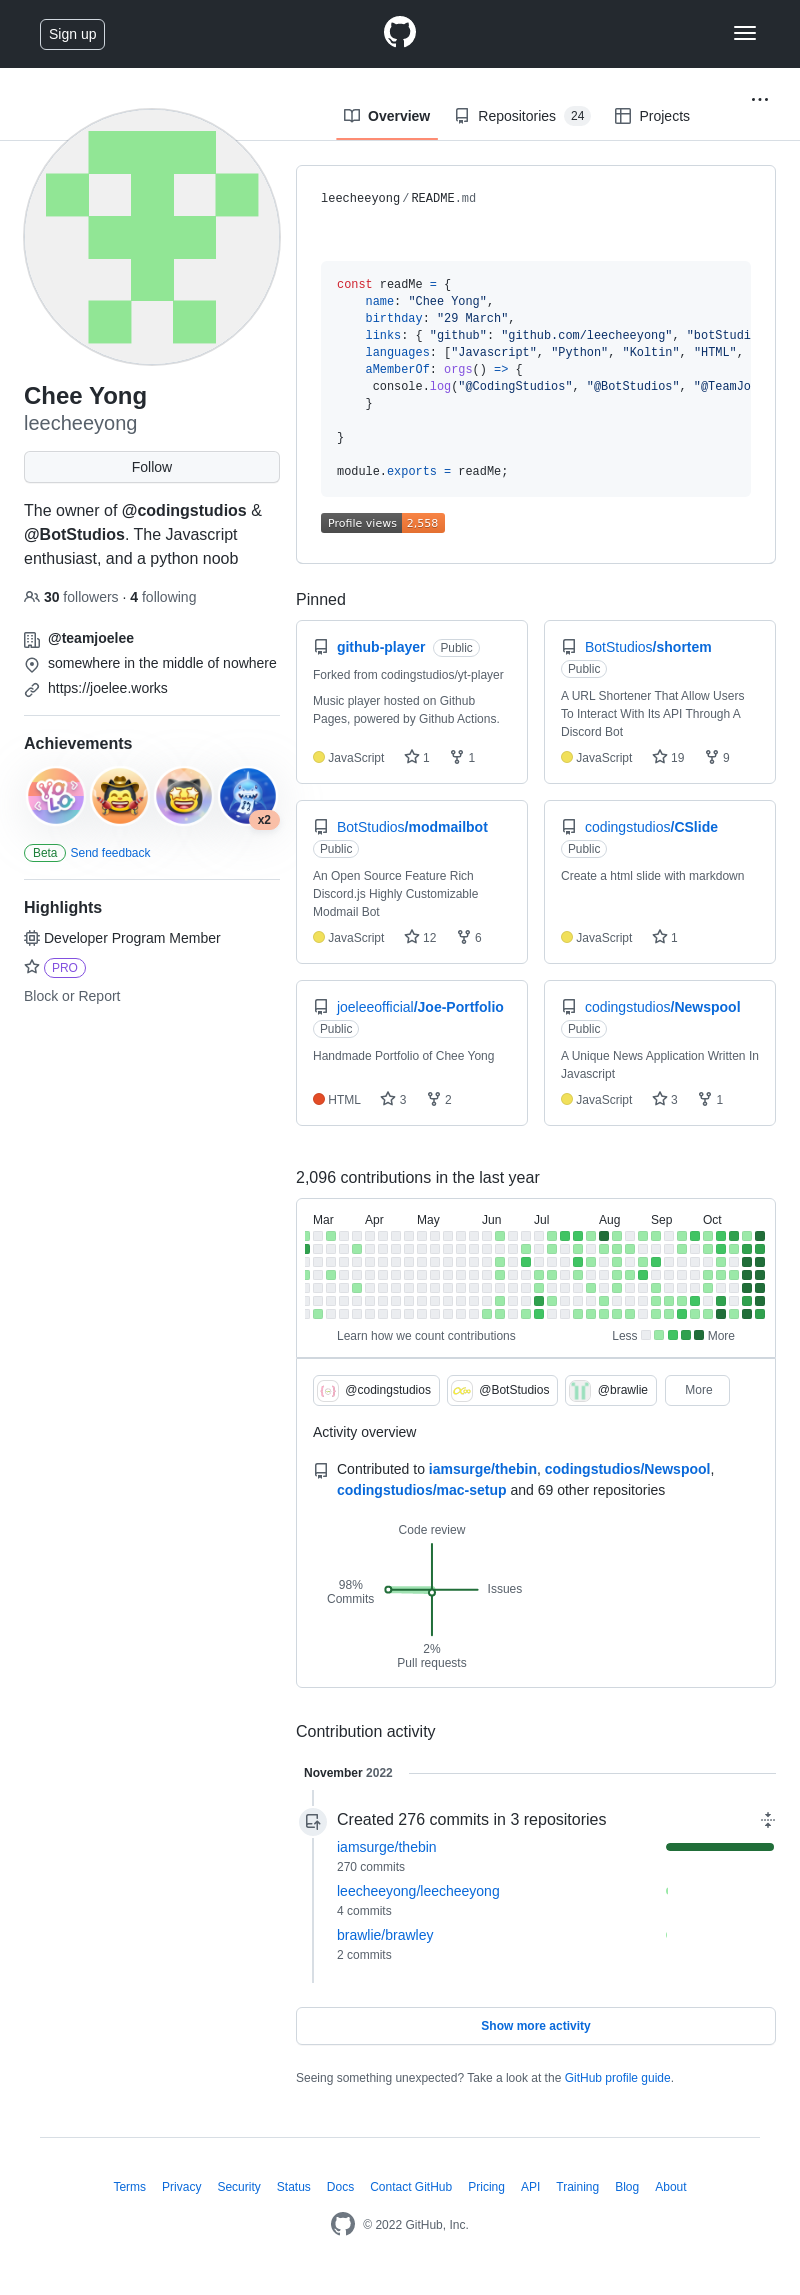 Sign up
Overview
Repositories 24
Projects
leecheeyong/README.md
const readMe = {
name: "Chee Yong",
birthday: "29 March",
links: { "github": "github.com/leecheeyong", "botStudi
languages: ["Javascript", "Python", "Koltin", "HTML",
aMemberOf: orgs() => {
console.log("@CodingStudios", "@BotStudios", "@TeamJo
}
}
module.exports = readMe;
Profile views 2,558
Chee Yong
leecheeyong
Follow
The owner of @codingstudios &
@BotStudios. The Javascript
enthusiast, and a python noob
30 followers · 4 following
@teamjoelee
somewhere in the middle of nowhere
https://joelee.works
Achievements
YOLO
x2
Beta Send feedback
Highlights
Developer Program Member
PRO
Block or Report
Pinned
github-player Public
Forked from codingstudios/yt-player
Music player hosted on Github
Pages, powered by Github Actions.
JavaScript 1 1
BotStudios/shortem
Public
A URL Shortener That Allow Users
To Interact With Its API Through A
Discord Bot
JavaScript 19 9
BotStudios/modmailbot
Public
An Open Source Feature Rich
Discord.js Highly Customizable
Modmail Bot
JavaScript 12 6
codingstudios/CSlide
Public
Create a html slide with markdown
JavaScript 1
joeleeofficial/Joe-Portfolio
Public
Handmade Portfolio of Chee Yong
HTML 3 2
codingstudios/Newspool
Public
A Unique News Application Written In
Javascript
JavaScript 3 1
2,096 contributions in the last year
Mar Apr May Jun Jul Aug Sep Oct
Learn how we count contributions
Less More
@codingstudios
@BotStudios
@brawlie
More
Activity overview
Contributed to iamsurge/thebin, codingstudios/Newspool,
codingstudios/mac-setup and 69 other repositories
Code review
98%
Commits
Issues
2%
Pull requests
Contribution activity
November 2022
Created 276 commits in 3 repositories
iamsurge/thebin
270 commits
leecheeyong/leecheeyong
4 commits
brawlie/brawley
2 commits
Show more activity
Seeing something unexpected? Take a look at the GitHub profile guide.
Terms Privacy Security Status Docs Contact GitHub Pricing API Training Blog About
© 2022 GitHub, Inc.